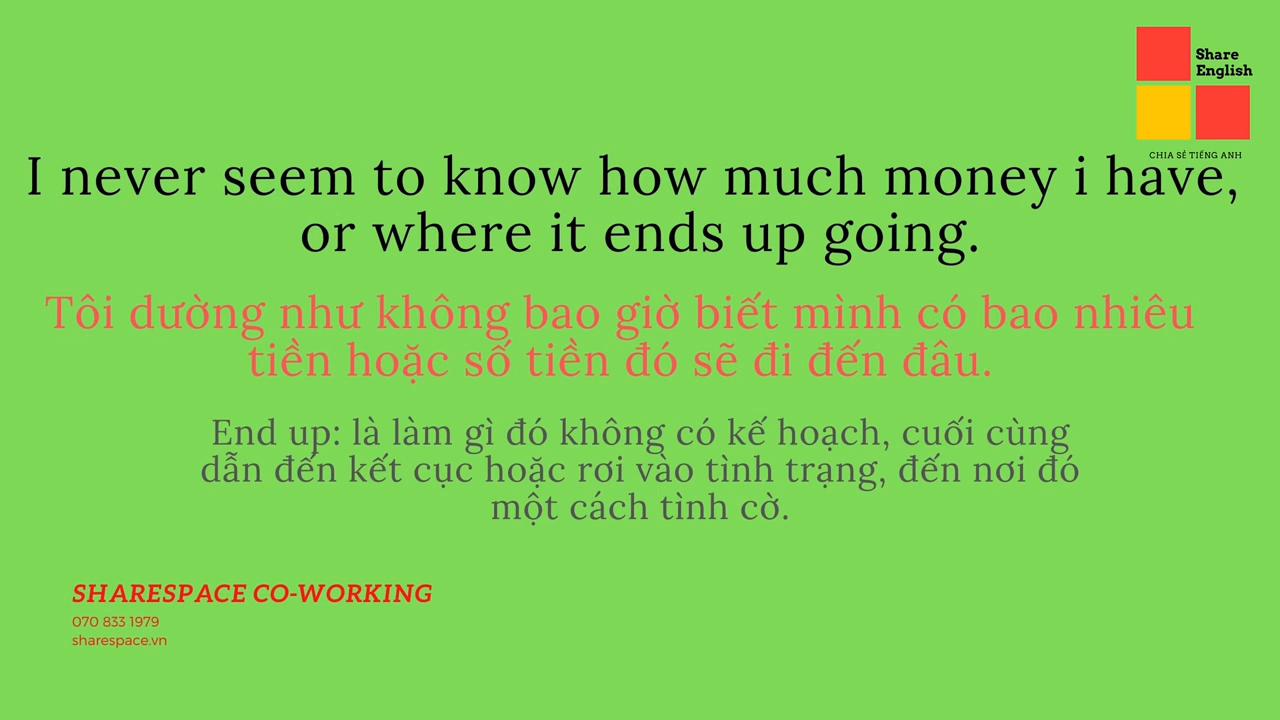 Share
English
CHIA SẺ TIẾNG ANH
I never seem to know how much money i have,
or where it ends up going.
Tôi dường như không bao giờ biết mình có bao nhiêu
tiền hoặc số tiền đó sẽ đi đến đâu.
End up: là làm gì đó không có kế hoạch, cuối cùng
dẫn đến kết cục hoặc rơi vào tình trạng, đến nơi đó
một cách tình cờ.
SHARESPACE CO-WORKING
070 833 1979
sharespace.vn